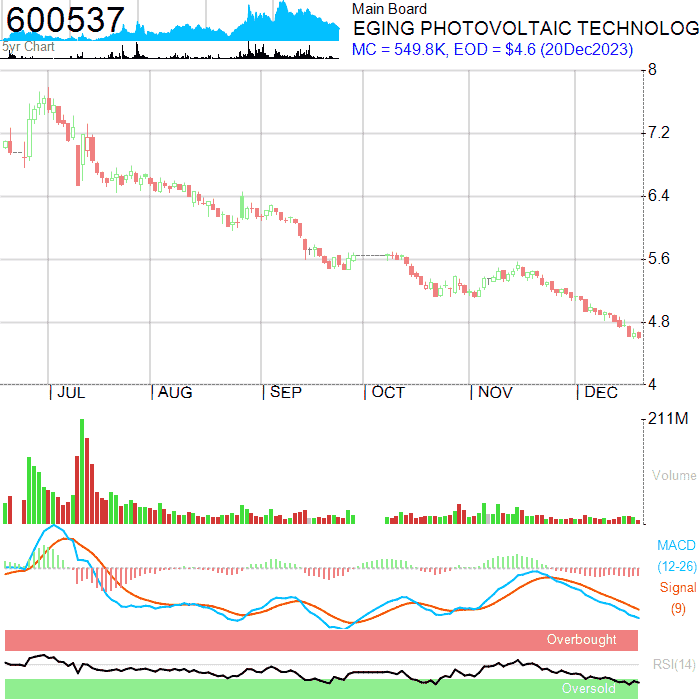 600537
Main Board
EGING PHOTOVOLTAIC TECHNOLOG
5yr Chart
MC = 549.8K, EOD = $4.6 (20Dec2023)
8
7.2
6.4
5.6
4.8
4
JUL AUG SEP OCT NOV DEC
211M
Volume
MACD
(12-26)
Signal
(9)
Overbought
RSI(14)
Oversold